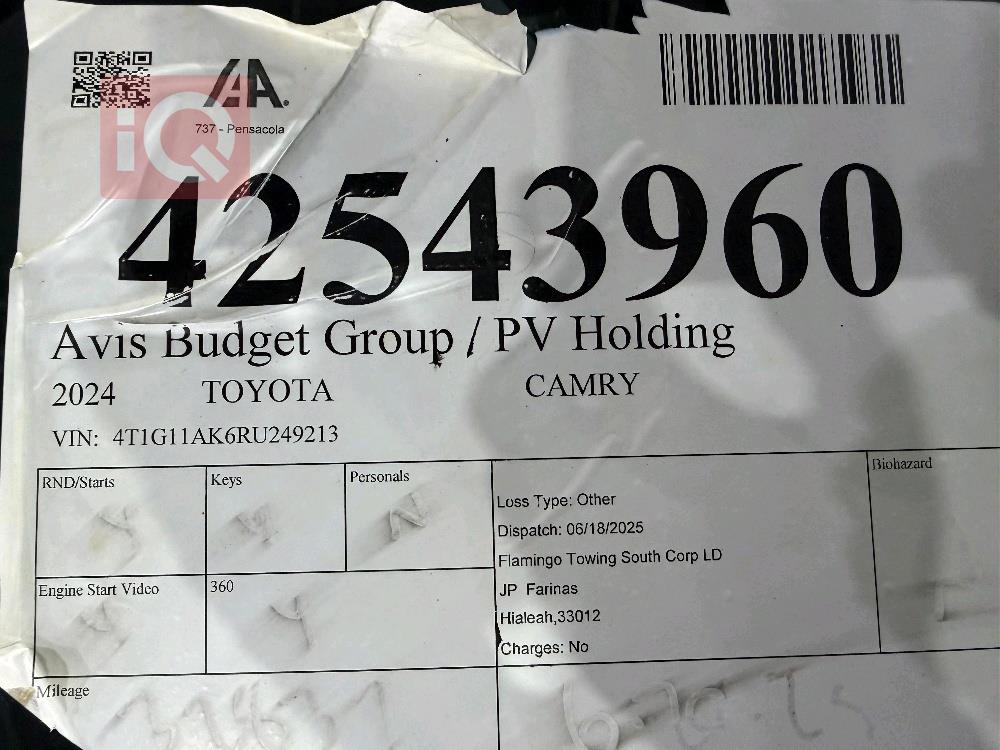 IAA.
iQ
737 - Pensacola
42543960
Avis Budget Group / PV Holding
2024 TOYOTA CAMRY
VIN: 4T1G11AK6RU249213
RND/Starts Keys Personals Biohazard
N
Loss Type: Other
Dispatch: 06/18/2025
Flamingo Towing South Corp LD
Engine Start Video 360
Y
JP Farinas
Hialeah,33012
Charges: No
Mileage